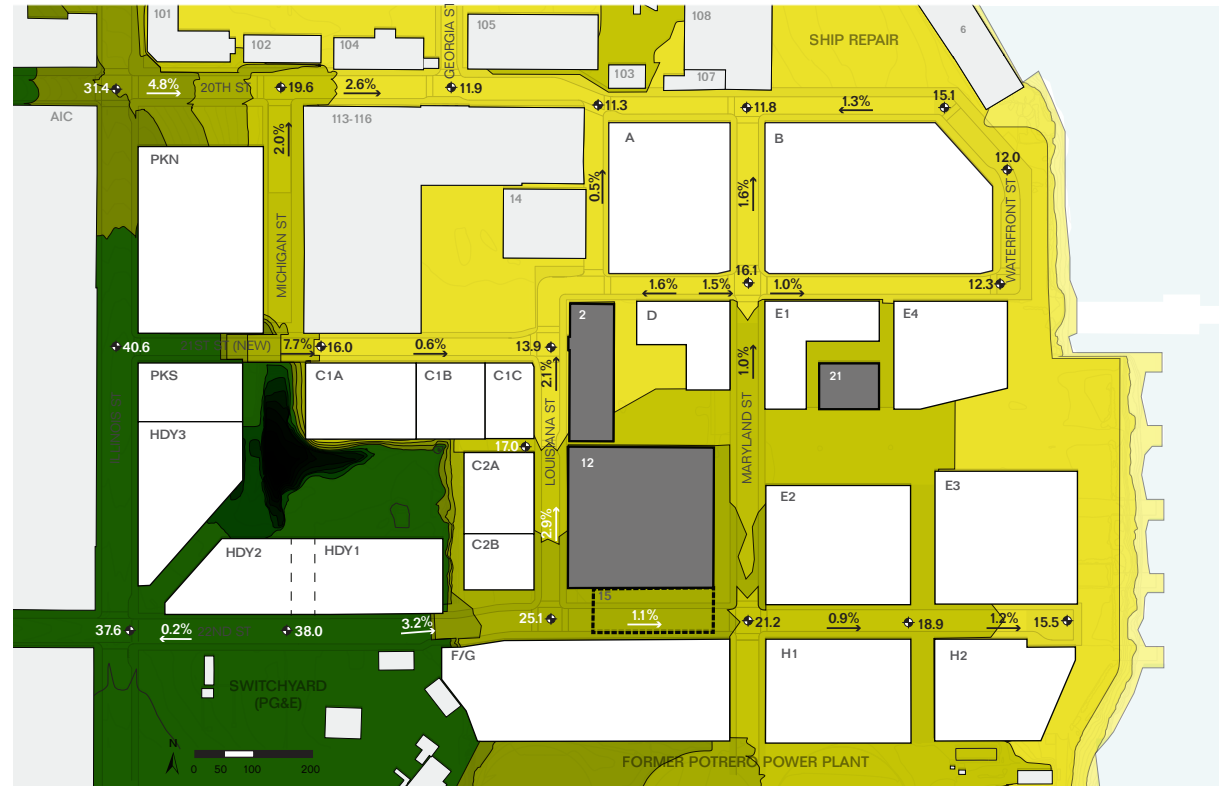 101
102
104
GEORGIA ST
105
108
103
107
SHIP REPAIR
6
31.4
4.8%
20TH ST
19.6
2.6%
11.9
11.3
11.8
1.3%
15.1
AIC
PKN
2.0%
MICHIGAN ST
113-116
14
0.5%
A
1.6%
B
12.0
WATERFRONT ST
16.1
12.3
1.6%
1.5%
1.0%
40.6
(NEW)
7.7%
16.0
0.6%
13.9
2
D
E1
E4
1.0%
21
PKS
C1A
C1B
C1C
2.1%
LOUISIANA ST
MARYLAND ST
HDY3
17.0
C2A
12
2.9%
C2B
E2
E3
HDY2
HDY1
15
37.6
0.2%
38.0
3.2%
25.1
1.1%
21.2
0.9%
18.9
1.2%
15.5
F/G
H1
H2
SWITCHYARD
(PG&E)
N
0
50
100
200
FORMER POTRERO POWER PLANT